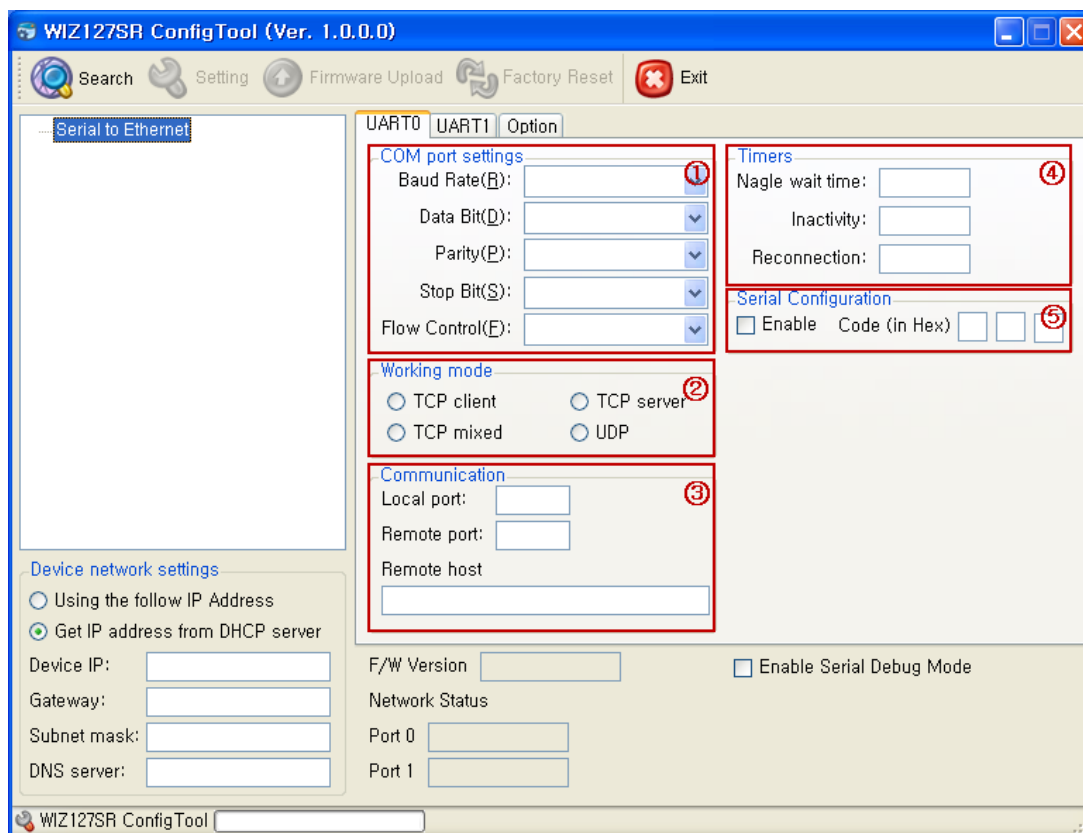 WIZ127SR ConfigTool (Ver. 1.0.0.0)
Search Setting Firmware Upload Factory Reset Exit
Serial to Ethernet
UART0 UART1 Option
COM port settings ①
Baud Rate(R):
Data Bit(D):
Parity(P):
Stop Bit(S):
Flow Control(F):
Working mode ②
TCP client TCP server
TCP mixed UDP
Communication ③
Local port:
Remote port:
Remote host
Timers ④
Nagle wait time:
Inactivity:
Reconnection:
Serial Configuration ⑤
Enable Code (in Hex)
Device network settings
Using the follow IP Address
Get IP address from DHCP server
Device IP:
Gateway:
Subnet mask:
DNS server:
F/W Version
Network Status
Port 0
Port 1
Enable Serial Debug Mode
WIZ127SR ConfigTool